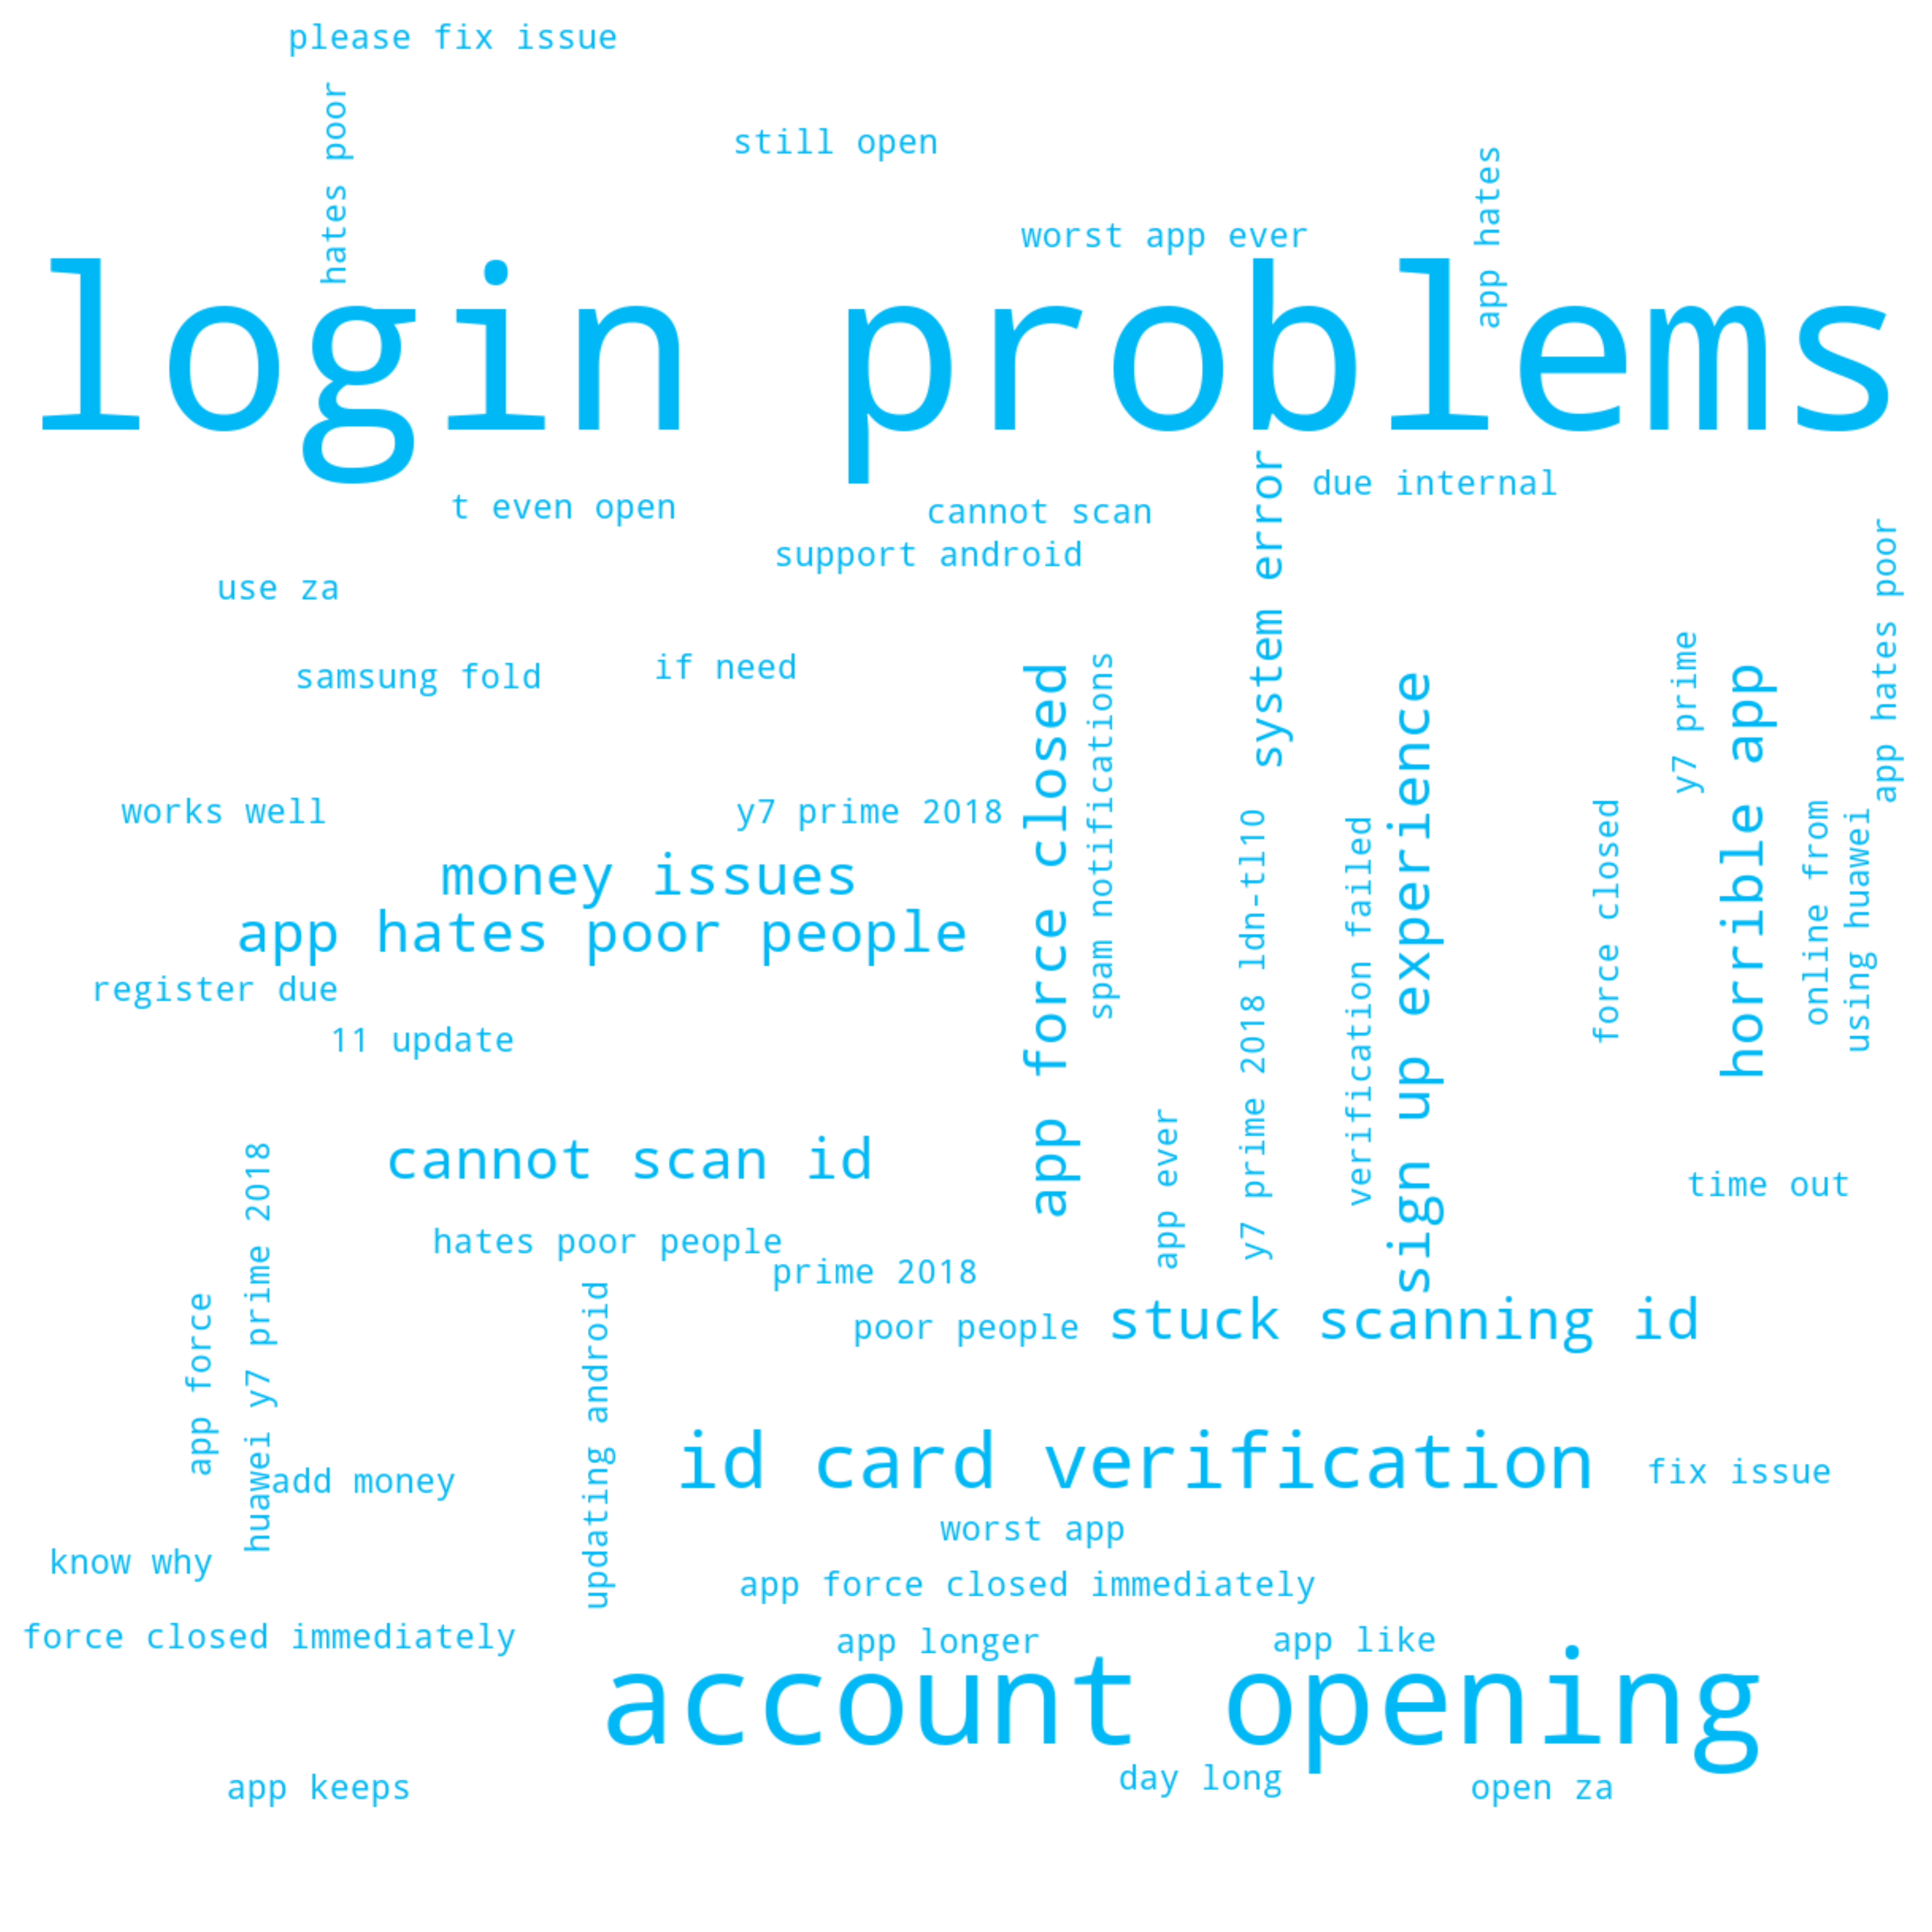 please fix issue
hates poor
still open
app hates
worst app ever
login problems
system error
due internal
t even open
cannot scan
support android
use za
app hates poor
samsung fold
if need
app force closed
spam notifications
sign up experience
y7 prime
horrible app
works well
y7 prime 2018
y7 prime 2018 ldn-tl10
verification failed
force closed
online from
using huawei
money issues
app hates poor people
register due
11 update
cannot scan id
app ever
time out
huawei y7 prime 2018
hates poor people
prime 2018
app force
updating android
poor people
stuck scanning id
id card verification
fix issue
add money
worst app
know why
app force closed immediately
force closed immediately
app longer
app like
account opening
app keeps
day long
open za